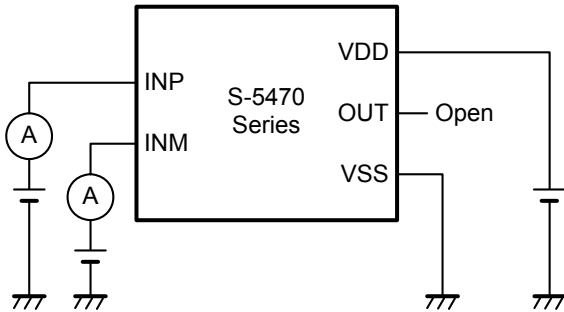 VDD
INP
S-5470
Series
OUT
Open
A
INM
VSS
A